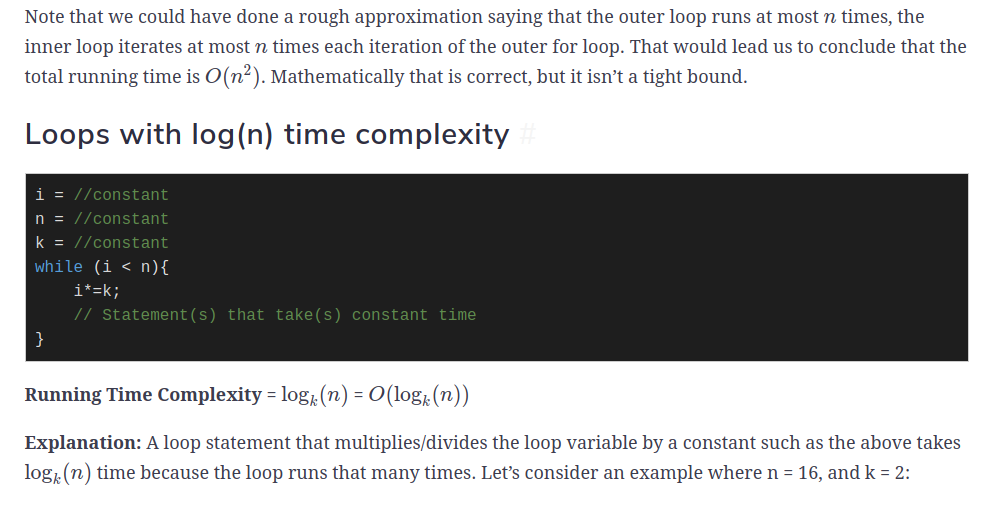 Note that we could have done a rough approximation saying that the outer loop runs at most n times, the
inner loop iterates at most n times each iteration of the outer for loop. That would lead us to conclude that the
total running time is O(n²). Mathematically that is correct, but it isn’t a tight bound.
Loops with log(n) time complexity #
i = //constant
n = //constant
k = //constant
while (i < n){
    i*=k;
    // Statement(s) that take(s) constant time
}
Running Time Complexity = logₖ(n) = O(logₖ(n))
Explanation: A loop statement that multiplies/divides the loop variable by a constant such as the above takes
logₖ(n) time because the loop runs that many times. Let’s consider an example where n = 16, and k = 2: